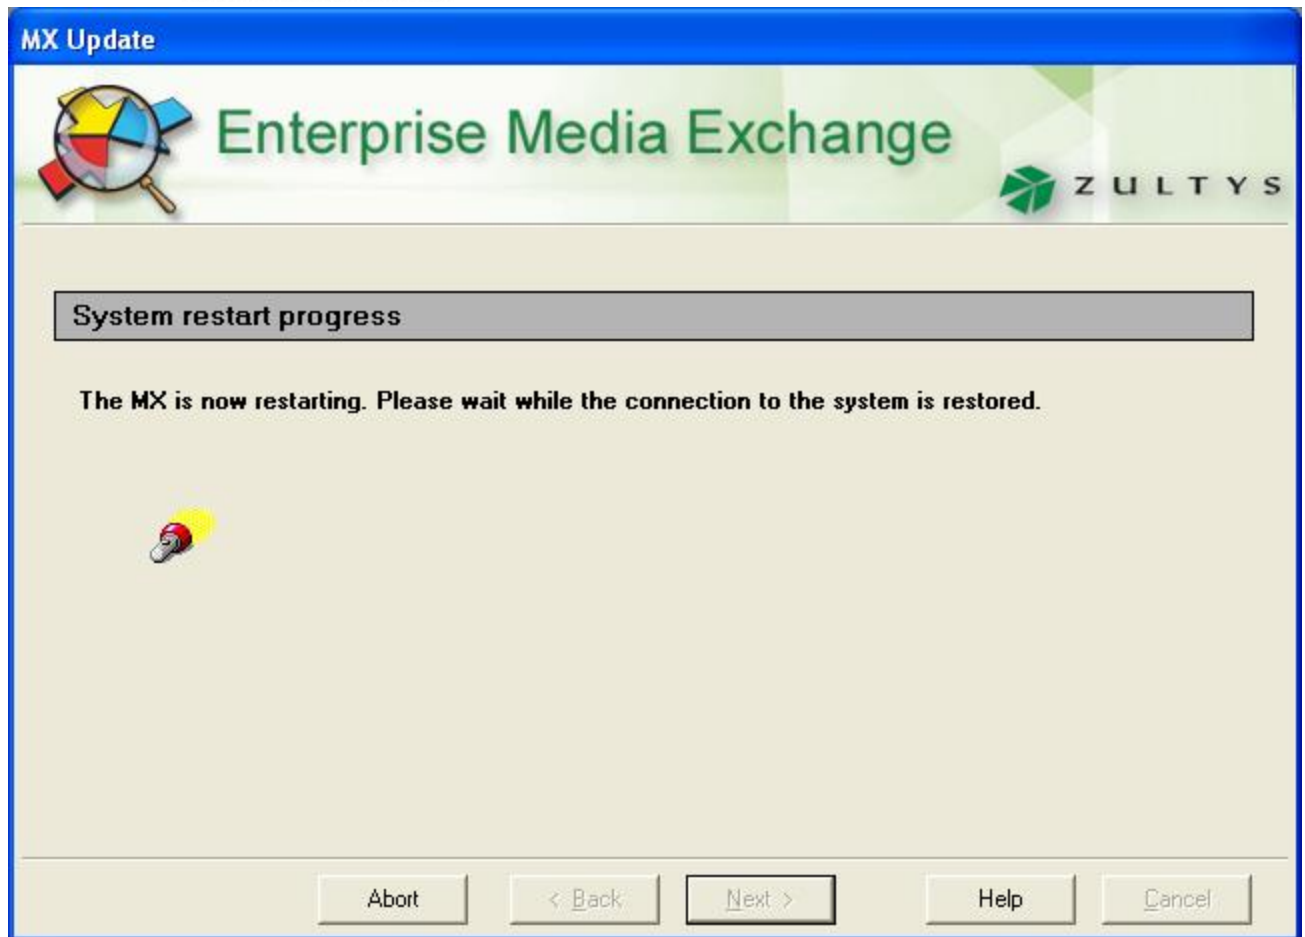 MX Update
Enterprise Media Exchange
ZULTYS
System restart progress
The MX is now restarting. Please wait while the connection to the system is restored.
Abort
< Back
Next >
Help
Cancel